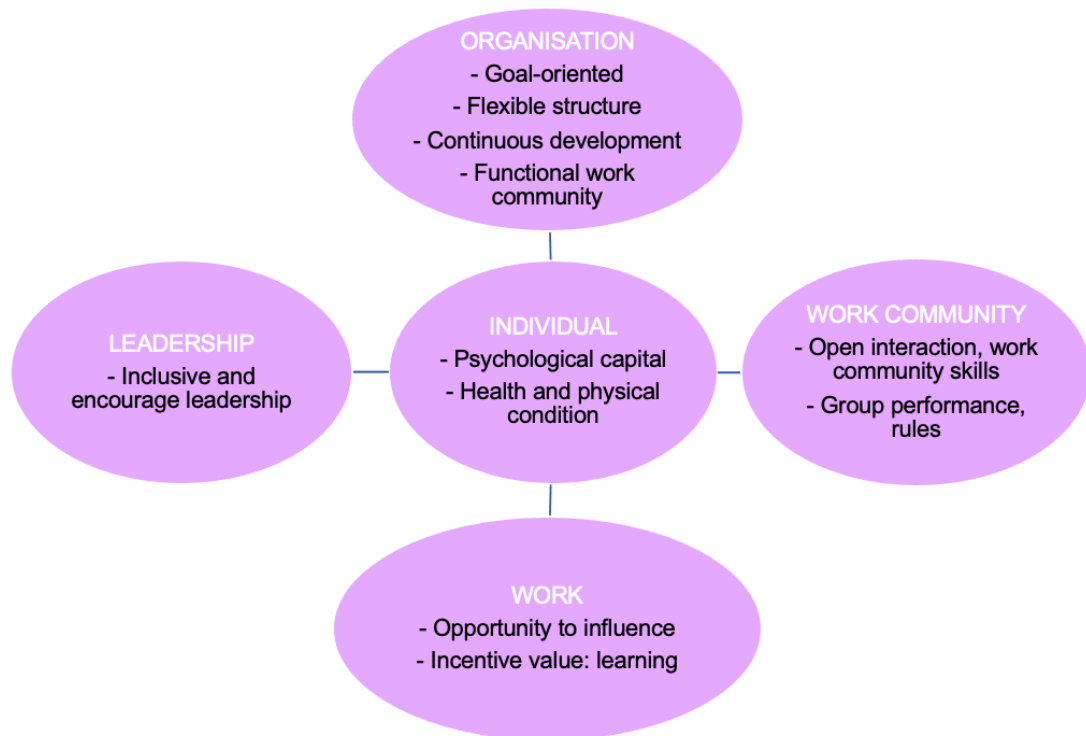 ORGANISATION
- Goal-oriented
- Flexible structure
- Continuous development
- Functional work
community
LEADERSHIP
- Inclusive and
encourage leadership
INDIVIDUAL
- Psychological capital
- Health and physical
condition
WORK COMMUNITY
- Open interaction, work
community skills
- Group performance,
rules
WORK
- Opportunity to influence
- Incentive value: learning